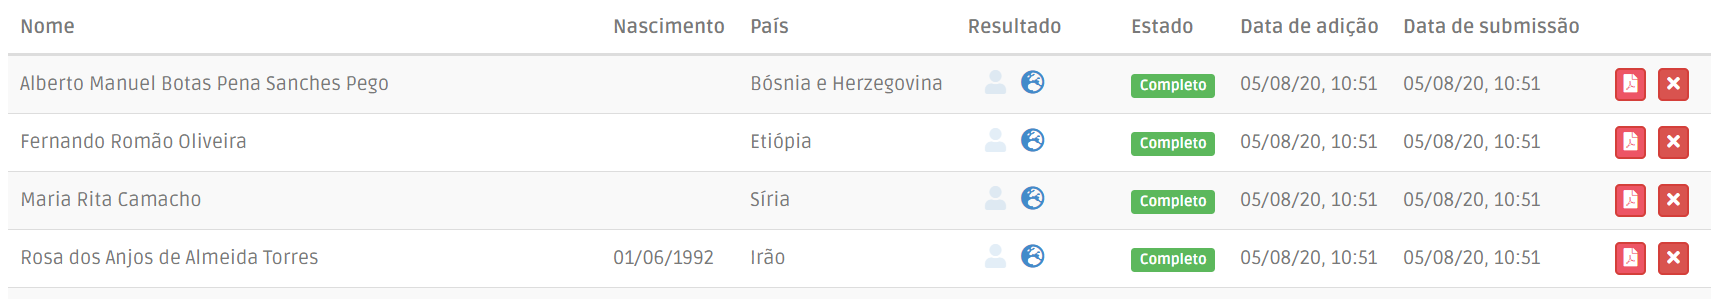 Nome Nascimento País Resultado Estado Data de adição Data de submissão
Alberto Manuel Botas Pena Sanches Pego Bósnia e Herzegovina Completo 05/08/20, 10:51 05/08/20, 10:51
Fernando Romão Oliveira Etiópia Completo 05/08/20, 10:51 05/08/20, 10:51
Maria Rita Camacho Síria Completo 05/08/20, 10:51 05/08/20, 10:51
Rosa dos Anjos de Almeida Torres 01/06/1992 Irão Completo 05/08/20, 10:51 05/08/20, 10:51